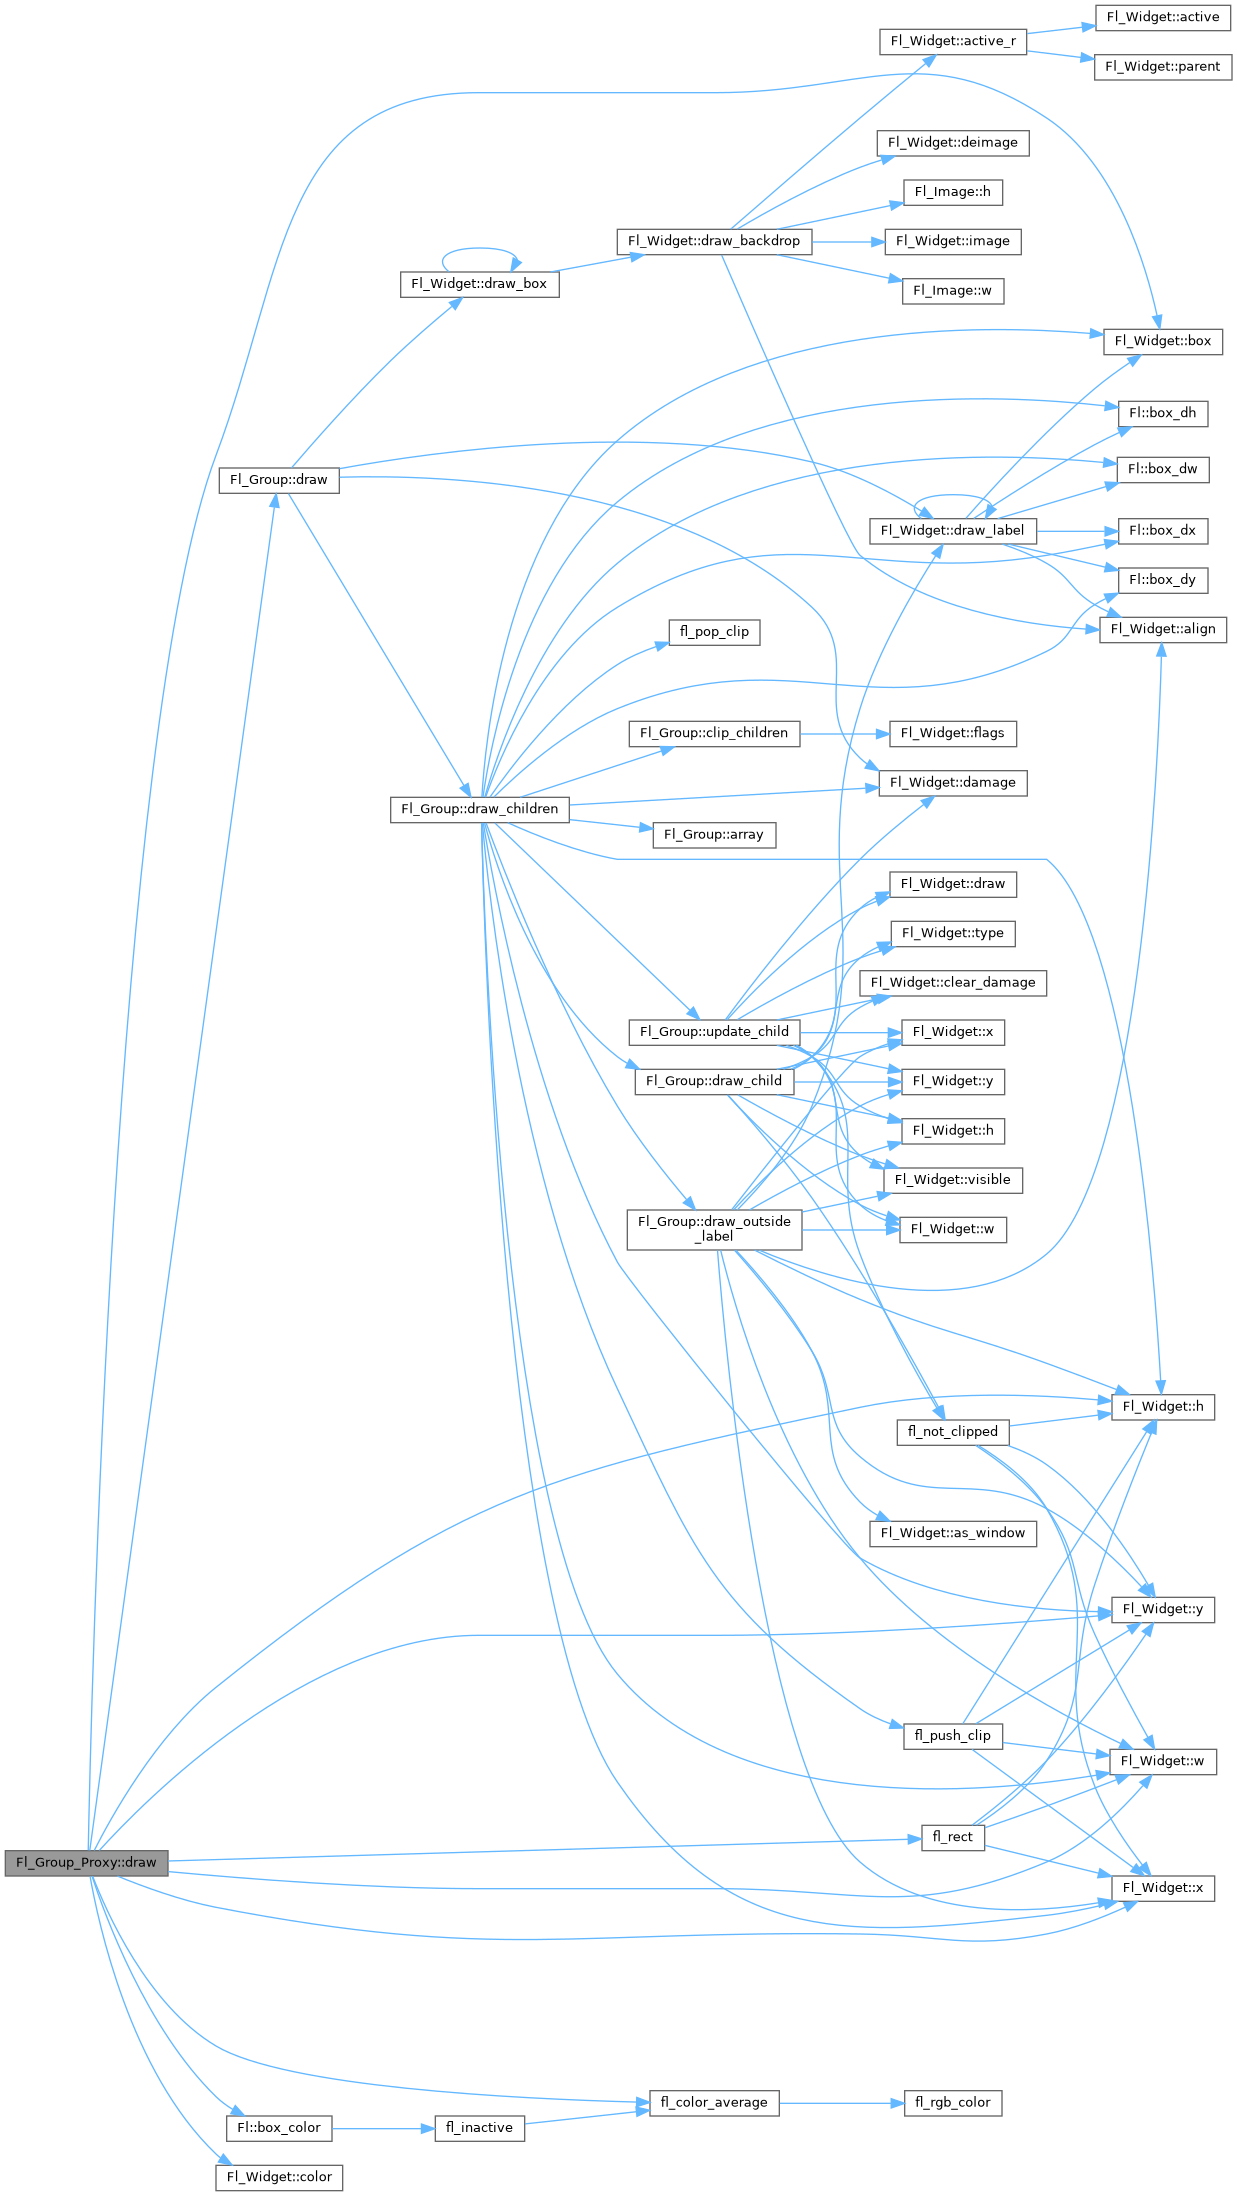 Fl_Widget::active
Fl_Widget::active_r
Fl_Widget::parent
Fl_Widget::deimage
Fl_Image::h
Fl_Widget::draw_backdrop
Fl_Widget::image
Fl_Widget::draw_box
Fl_Image::w
Fl_Widget::box
Fl::box_dh
Fl_Group::draw
Fl::box_dw
Fl_Widget::draw_label
Fl::box_dx
Fl::box_dy
fl_pop_clip
Fl_Widget::align
Fl_Group::clip_children
Fl_Widget::flags
Fl_Widget::damage
Fl_Group::draw_children
Fl_Group::array
Fl_Widget::draw
Fl_Widget::type
Fl_Widget::clear_damage
Fl_Group::update_child
Fl_Widget::x
Fl_Group::draw_child
Fl_Widget::y
Fl_Widget::h
Fl_Widget::visible
Fl_Group::draw_outside
_label
Fl_Widget::w
Fl_Widget::h
fl_not_clipped
Fl_Widget::as_window
Fl_Widget::y
fl_push_clip
Fl_Widget::w
fl_rect
Fl_Group_Proxy::draw
Fl_Widget::x
fl_color_average
fl_rgb_color
Fl::box_color
fl_inactive
Fl_Widget::color